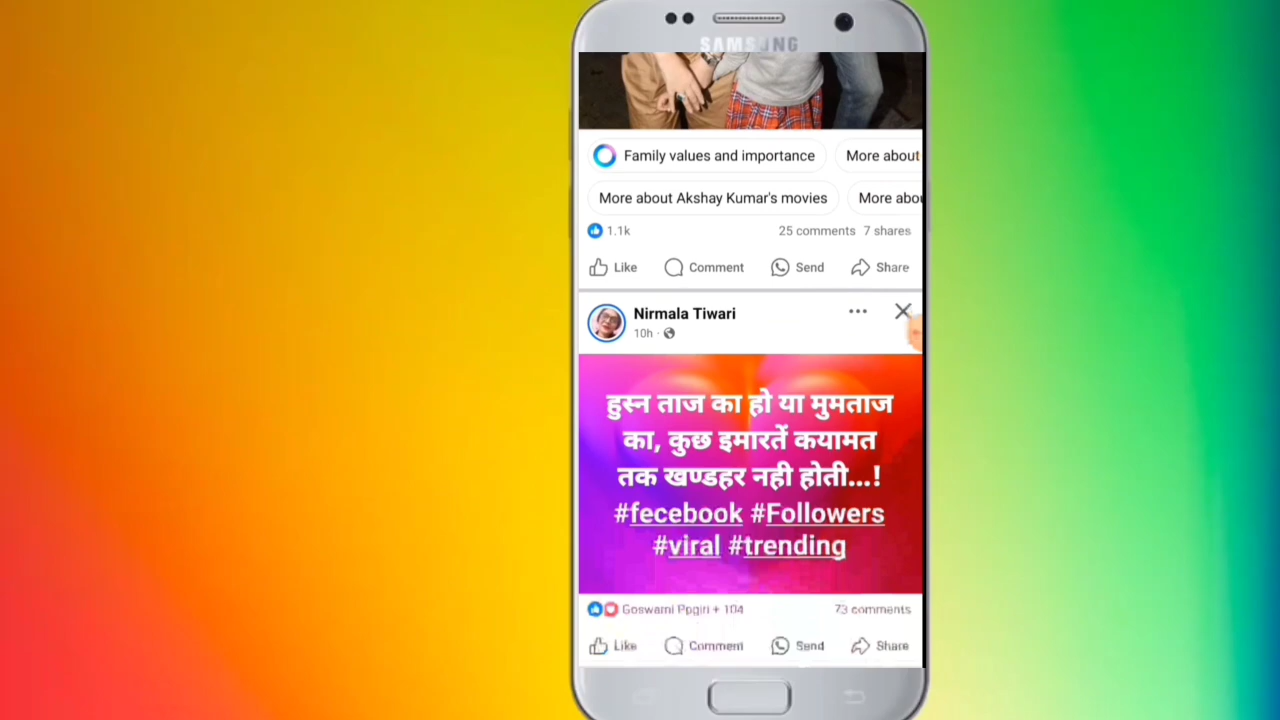 SAMSUNG
Family values and importance
More about
More about Akshay Kumar's movies
More abou
1.1k
25 comments 7 shares
Like
Comment
Send
Share
Nirmala Tiwari
10h
हुस्न ताज का हो या मुमताज
का, कुछ इमारतें कयामत
तक खण्डहर नही होती...!
#fecebook #Followers
#viral #trending
Goswami Ppgiri + 104
73 comments
Like
Comment
Send
Share